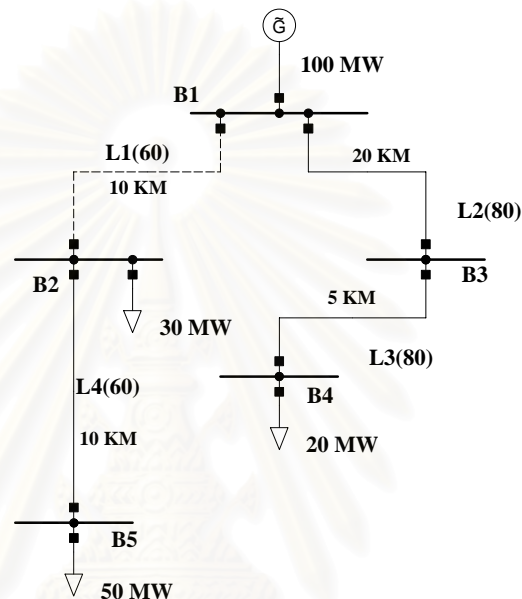 G̃
100 MW
B1
L1(60)
10 KM
20 KM
L2(80)
B2
B3
30 MW
5 KM
L3(80)
L4(60)
B4
10 KM
20 MW
B5
50 MW